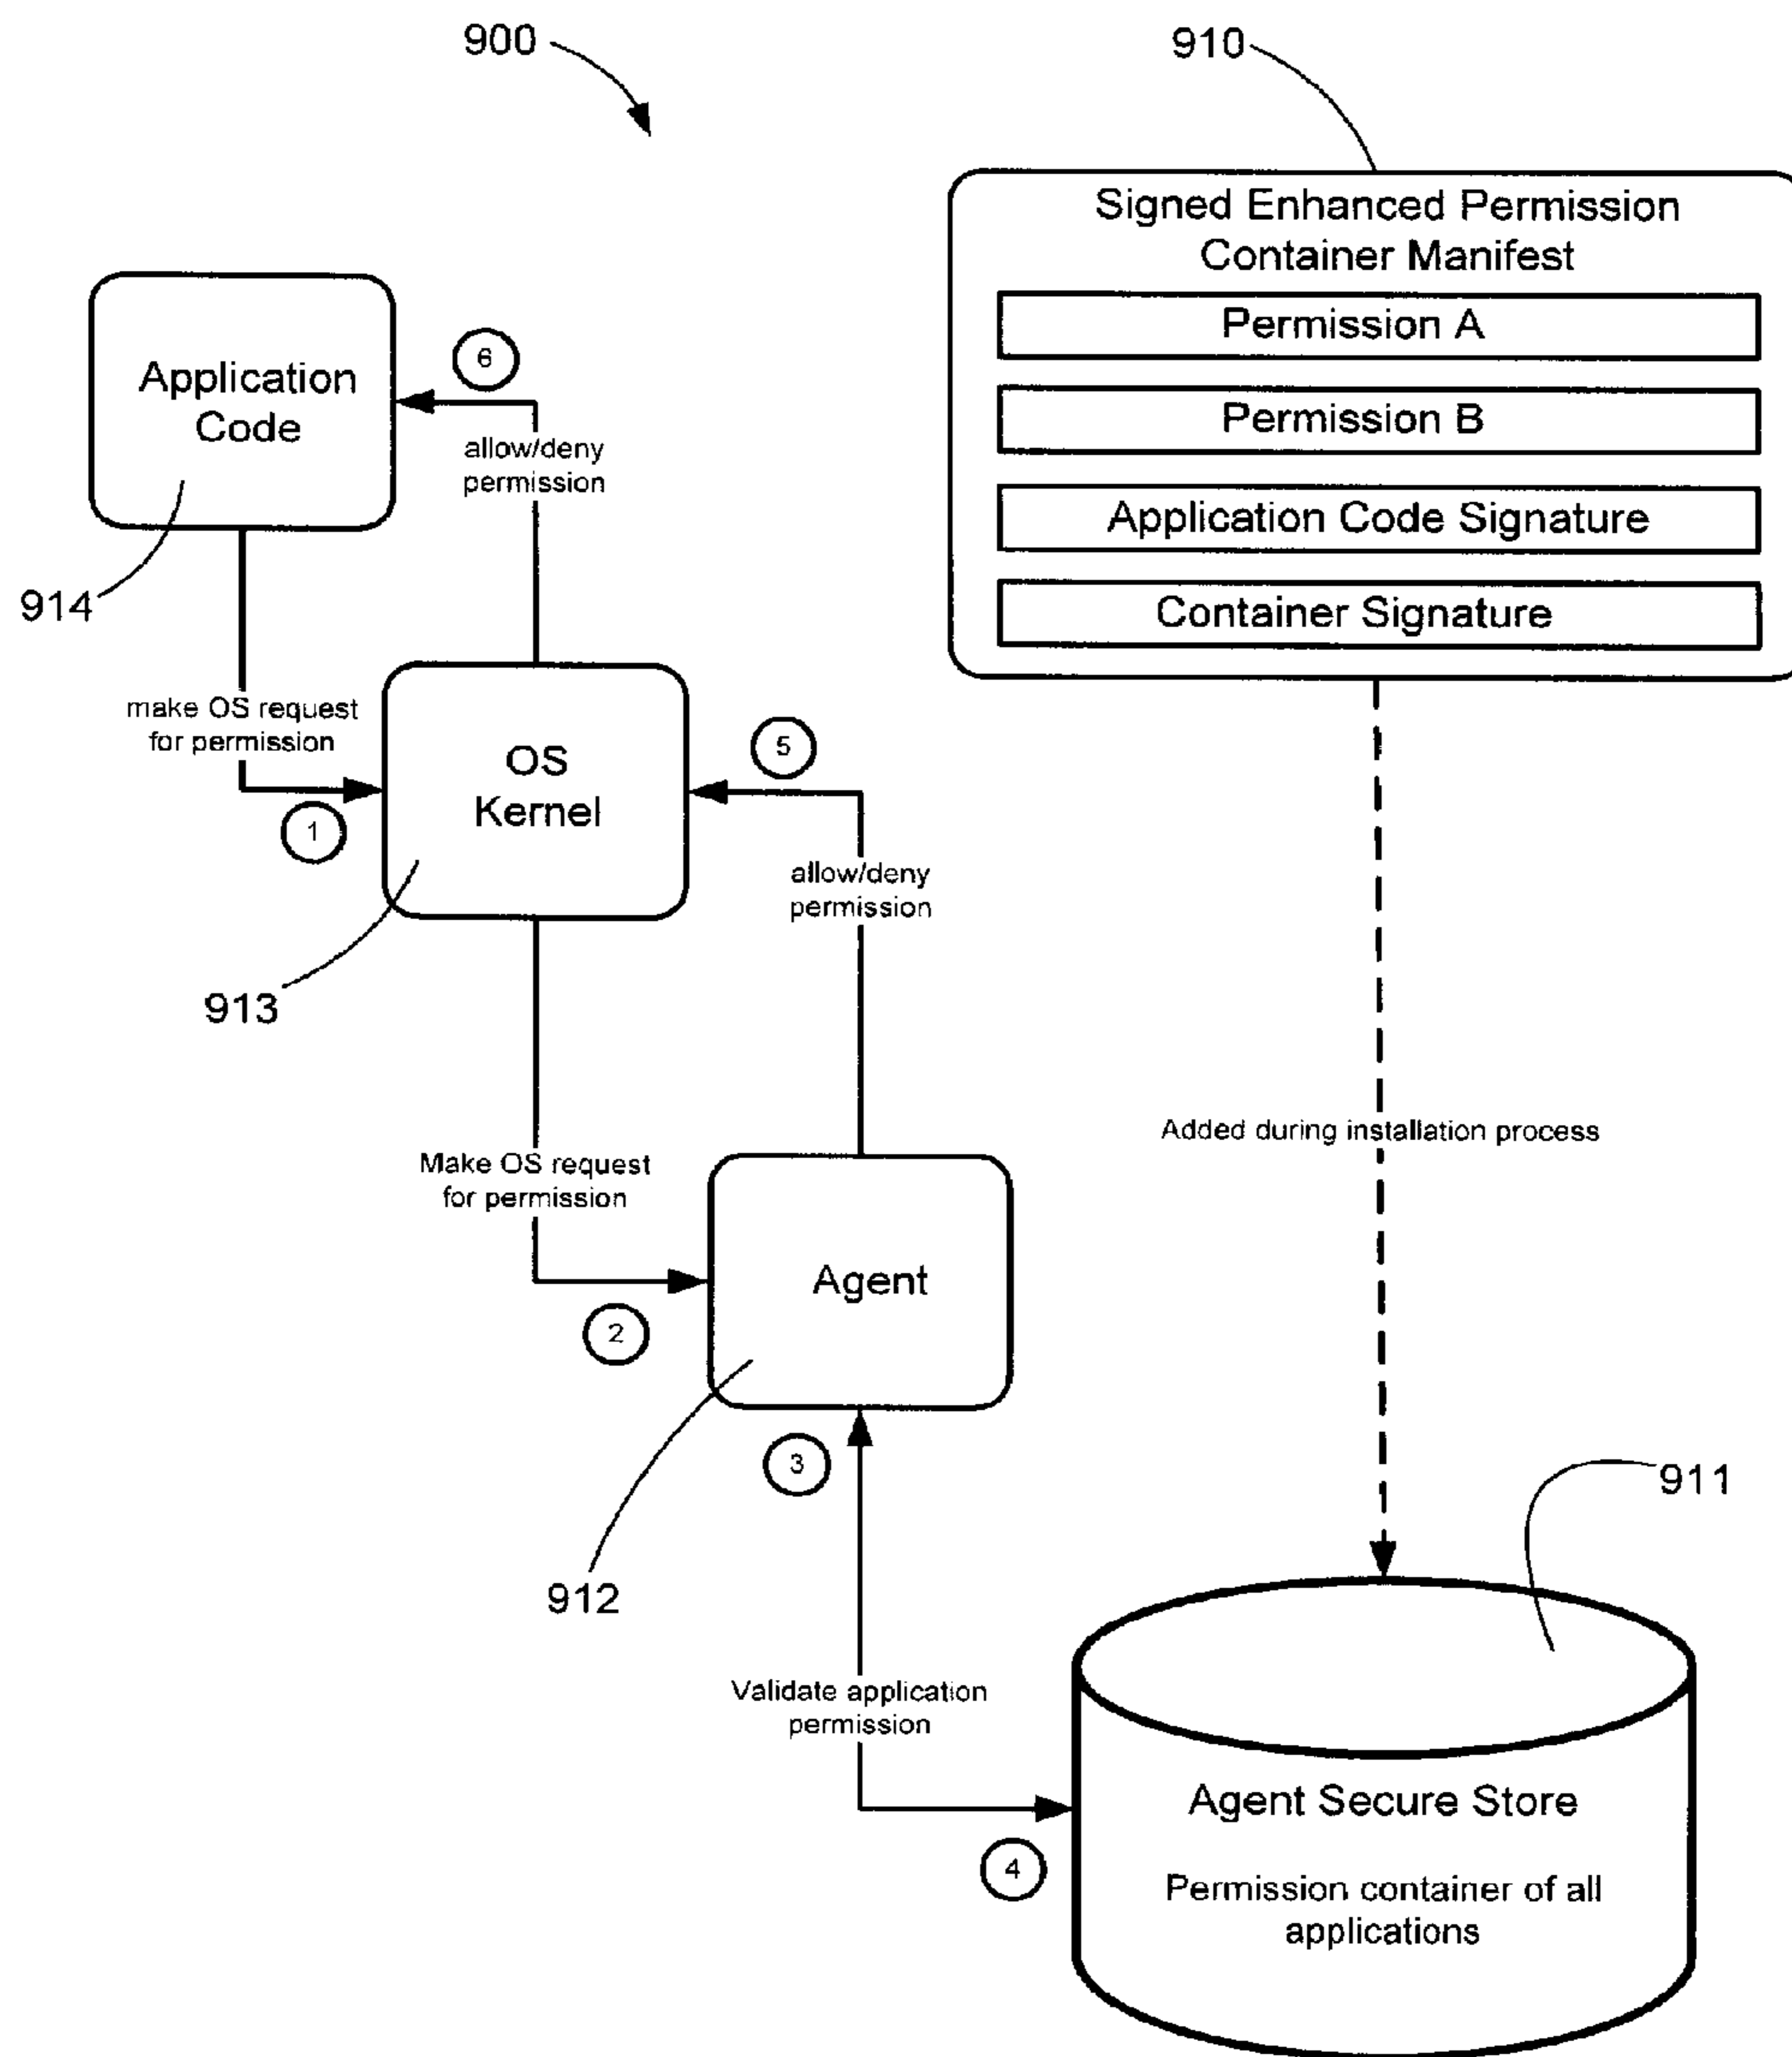 900
910
Signed Enhanced Permission
Container Manifest
Permission A
Permission B
Application Code Signature
Container Signature
Application
Code
6
allow/deny
permission
914
make OS request
for permission
1
OS
Kernel
5
allow/deny
permission
913
Added during installation process
Make OS request
for permission
2
Agent
3
912
911
Validate application
permission
4
Agent Secure Store
Permission container of all
applications